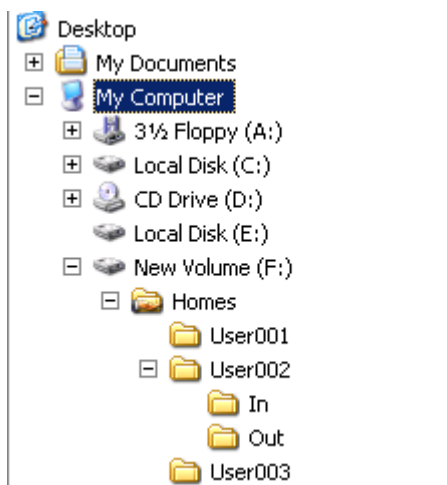 Desktop
My Documents
My Computer
3½ Floppy (A:)
Local Disk (C:)
CD Drive (D:)
Local Disk (E:)
New Volume (F:)
Homes
User001
User002
In
Out
User003